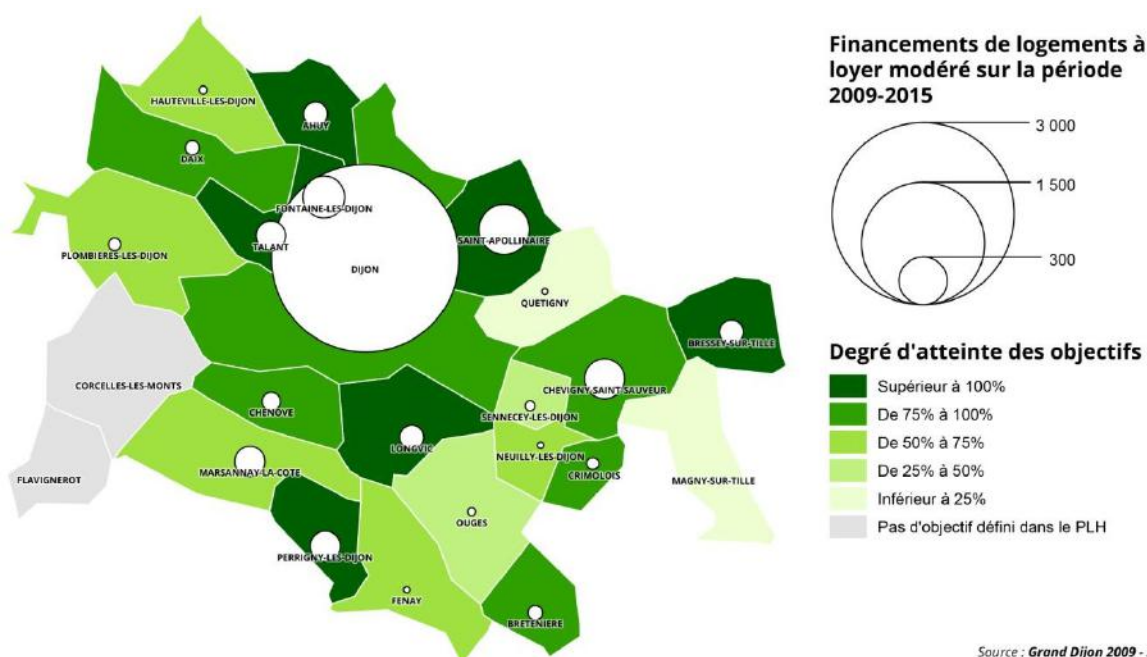 Financements de logements à
loyer modéré sur la période
2009-2015
3 000
1 500
300
Degré d'atteinte des objectifs
Supérieur à 100%
De 75% à 100%
De 50% à 75%
De 25% à 50%
Inférieur à 25%
Pas d'objectif défini dans le PLH
HAUTEVILLE-LES-DIJON
AHUY
DAIX
FONTAINE-LES-DIJON
TALANT
SAINT-APOLLINAIRE
PLOMBIERES-LES-DIJON
DIJON
QUETIGNY
BRESSEY-SUR-TILLE
CORCELLES-LES-MONTS
CHEVIGNY-SAINT-SAUVEUR
CHENOVE
SENNECEY-LES-DIJON
LONGVIC
NEUILLY-LES-DIJON
MARSANNAY-LA-COTE
CRIMOLOIS
FLAVIGNEROT
MAGNY-SUR-TILLE
OUGES
PERRIGNY-LES-DIJON
FENAY
BRETENIERE
Source : Grand Dijon 2009 -